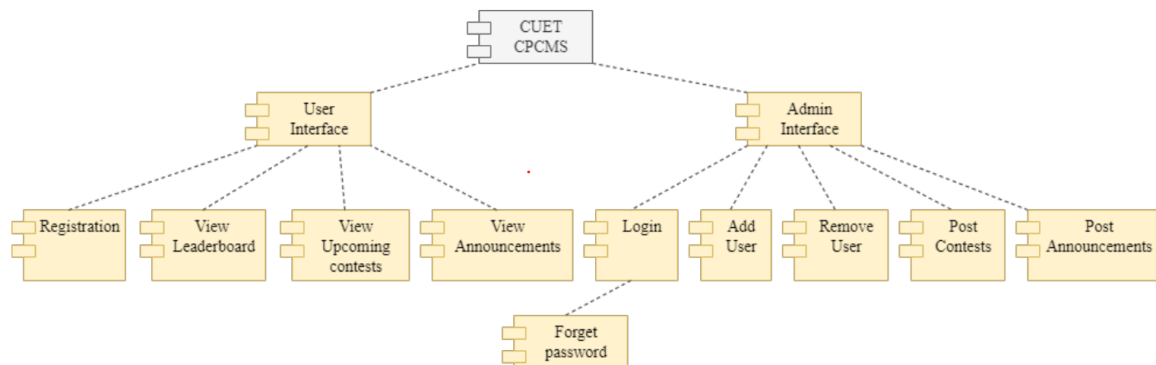 CUET
CPCMS
User
Interface
Admin
Interface
Registration
View
Leaderboard
View
Upcoming
contests
View
Announcements
Login
Add
User
Remove
User
Post
Contests
Post
Announcements
Forget
password